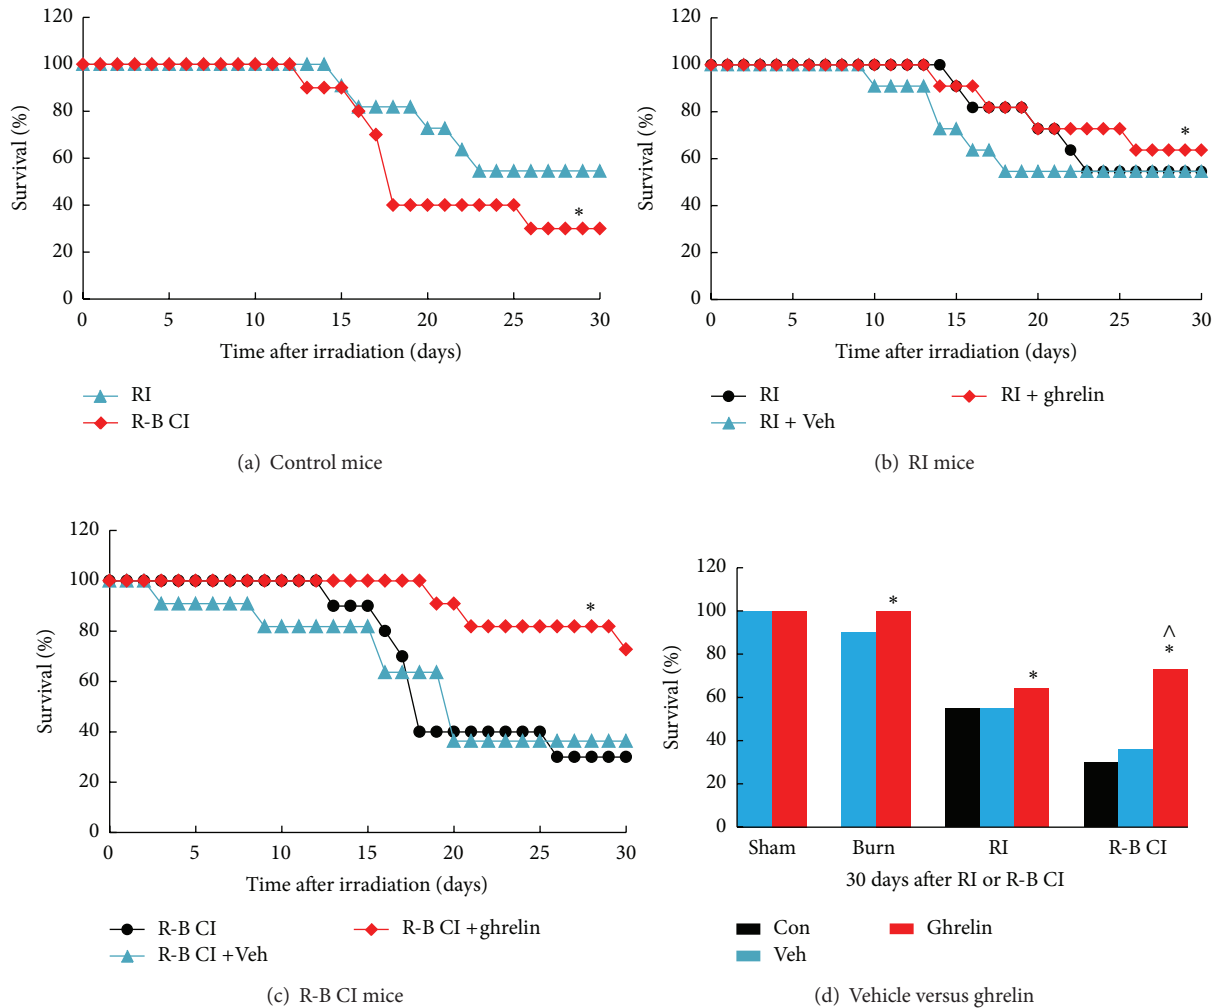 120
100
80
60
40
20
0
Survival (%)
*
0 5 10 15 20 25 30
Time after irradiation (days)
RI
R-B CI
(a) Control mice
120
100
80
60
40
20
0
Survival (%)
*
0 5 10 15 20 25 30
Time after irradiation (days)
RI
RI + Veh
RI + ghrelin
(b) RI mice
120
100
80
60
40
20
0
Survival (%)
*
0 5 10 15 20 25 30
Time after irradiation (days)
R-B CI
R-B CI +Veh
R-B CI +ghrelin
(c) R-B CI mice
120
100
80
60
40
20
0
Survival (%)
*
*
^
*
Sham Burn RI R-B CI
30 days after RI or R-B CI
Con
Veh
Ghrelin
(d) Vehicle versus ghrelin